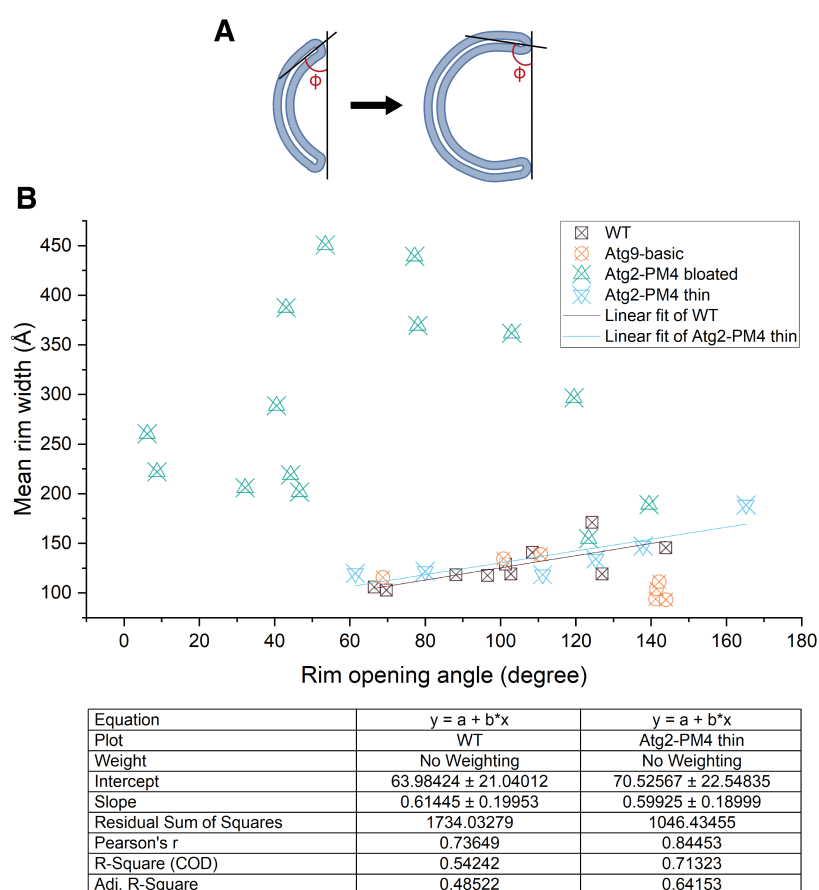 A
ϕ
ϕ
B
Mean rim width (Å)
450
400
350
300
250
200
150
100
WT
Atg9-basic
Atg2-PM4 bloated
Atg2-PM4 thin
Linear fit of WT
Linear fit of Atg2-PM4 thin
0 20 40 60 80 100 120 140 160 180
Rim opening angle (degree)
Equation y = a + b*x y = a + b*x
Plot WT Atg2-PM4 thin
Weight No Weighting No Weighting
Intercept 63.98424 ± 21.04012 70.52567 ± 22.54835
Slope 0.61445 ± 0.19953 0.59925 ± 0.18999
Residual Sum of Squares 1734.03279 1046.43455
Pearson's r 0.73649 0.84453
R-Square (COD) 0.54242 0.71323
Adj. R-Square 0.48522 0.64153